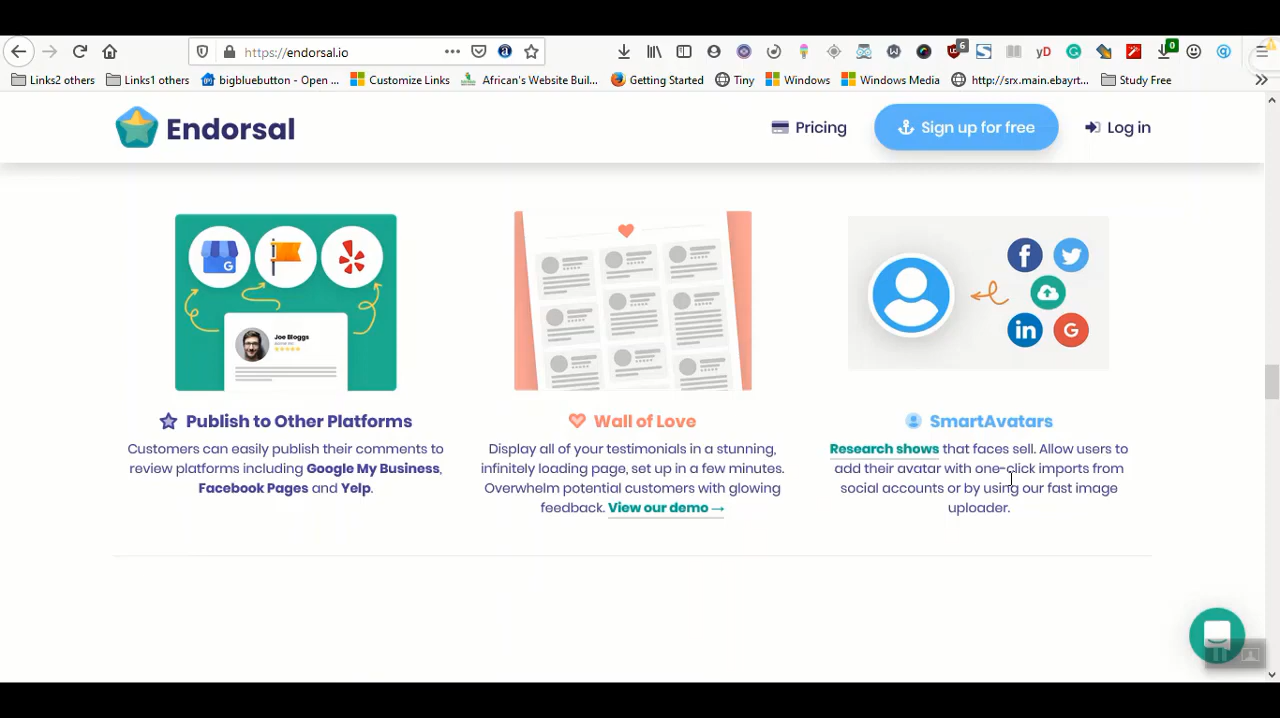 https://endorsal.io
6
yD
0
Links2 others
Links1 others
bigbluebutton - Open ...
Customize Links
African's Website Buil...
Getting Started
Tiny
Windows
Windows Media
http://srx.main.ebayrt...
Study Free
Endorsal
Pricing
Sign up for free
Log in
G
Joe Bloggs
f
in
G
Publish to Other Platforms
Customers can easily publish their comments to
review platforms including Google My Business,
Facebook Pages and Yelp.
Wall of Love
Display all of your testimonials in a stunning,
infinitely loading page, set up in a few minutes.
Overwhelm potential customers with glowing
feedback. View our demo →
SmartAvatars
Research shows that faces sell. Allow users to
add their avatar with one-click imports from
social accounts or by using our fast image
uploader.